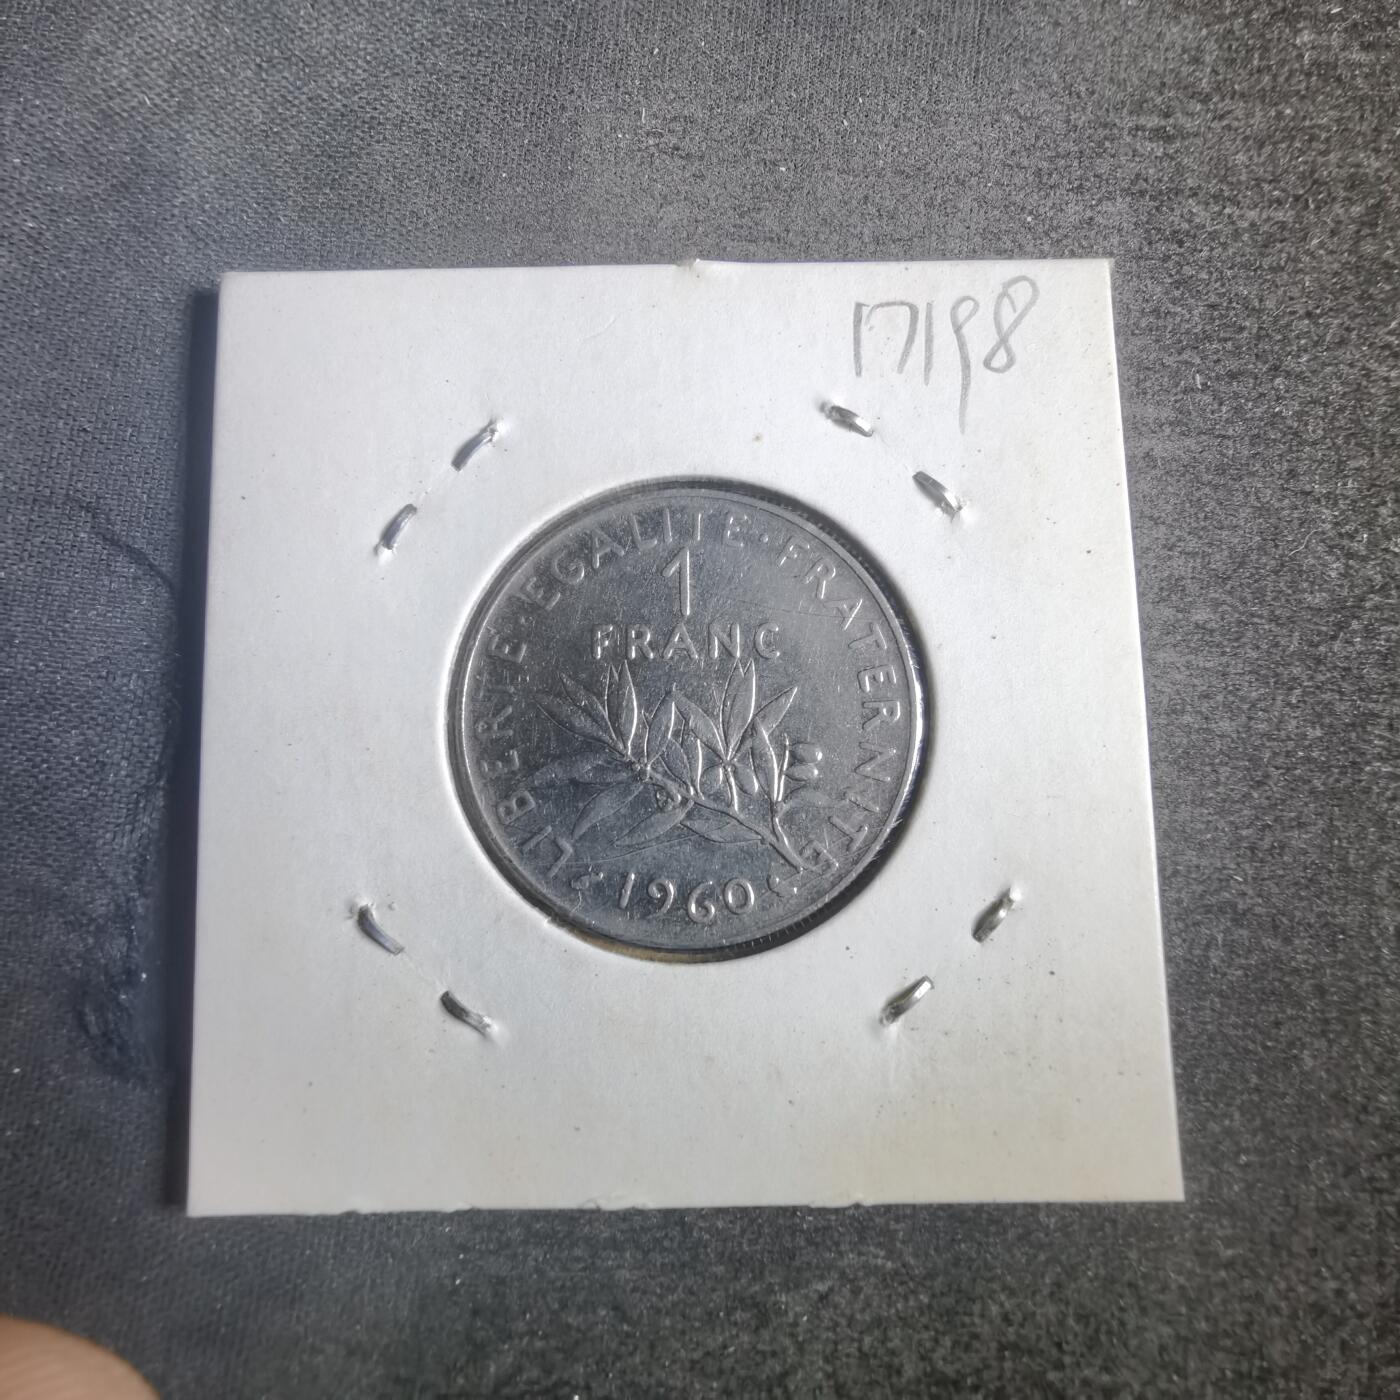 17198
LIBERTE · EGALITE · FRATERNITE
1
FRANC
1960